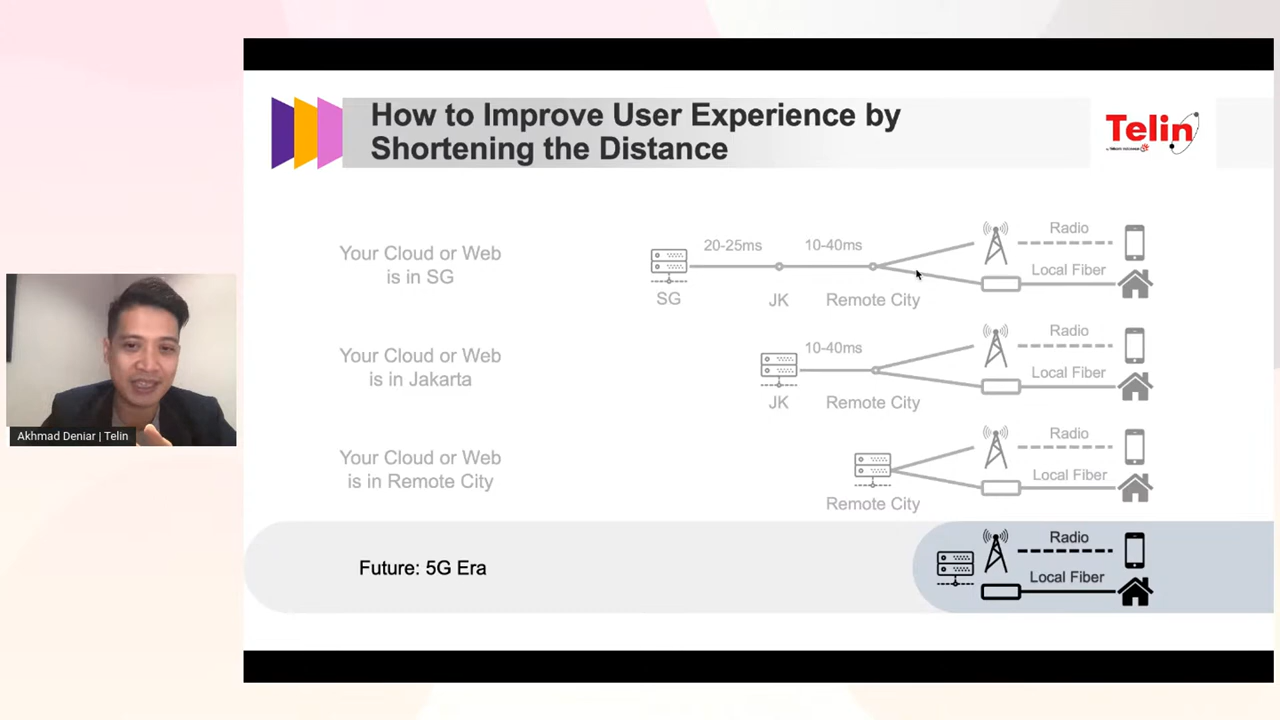 How to Improve User Experience by
Shortening the Distance
Telin
by Telkom Indonesia
Your Cloud or Web
is in SG
20-25ms
10-40ms
SG
JK
Remote City
Radio
Local Fiber
Your Cloud or Web
is in Jakarta
10-40ms
JK
Remote City
Radio
Local Fiber
Your Cloud or Web
is in Remote City
Remote City
Radio
Local Fiber
Future: 5G Era
Radio
Local Fiber
Akhmad Deniar | Telin